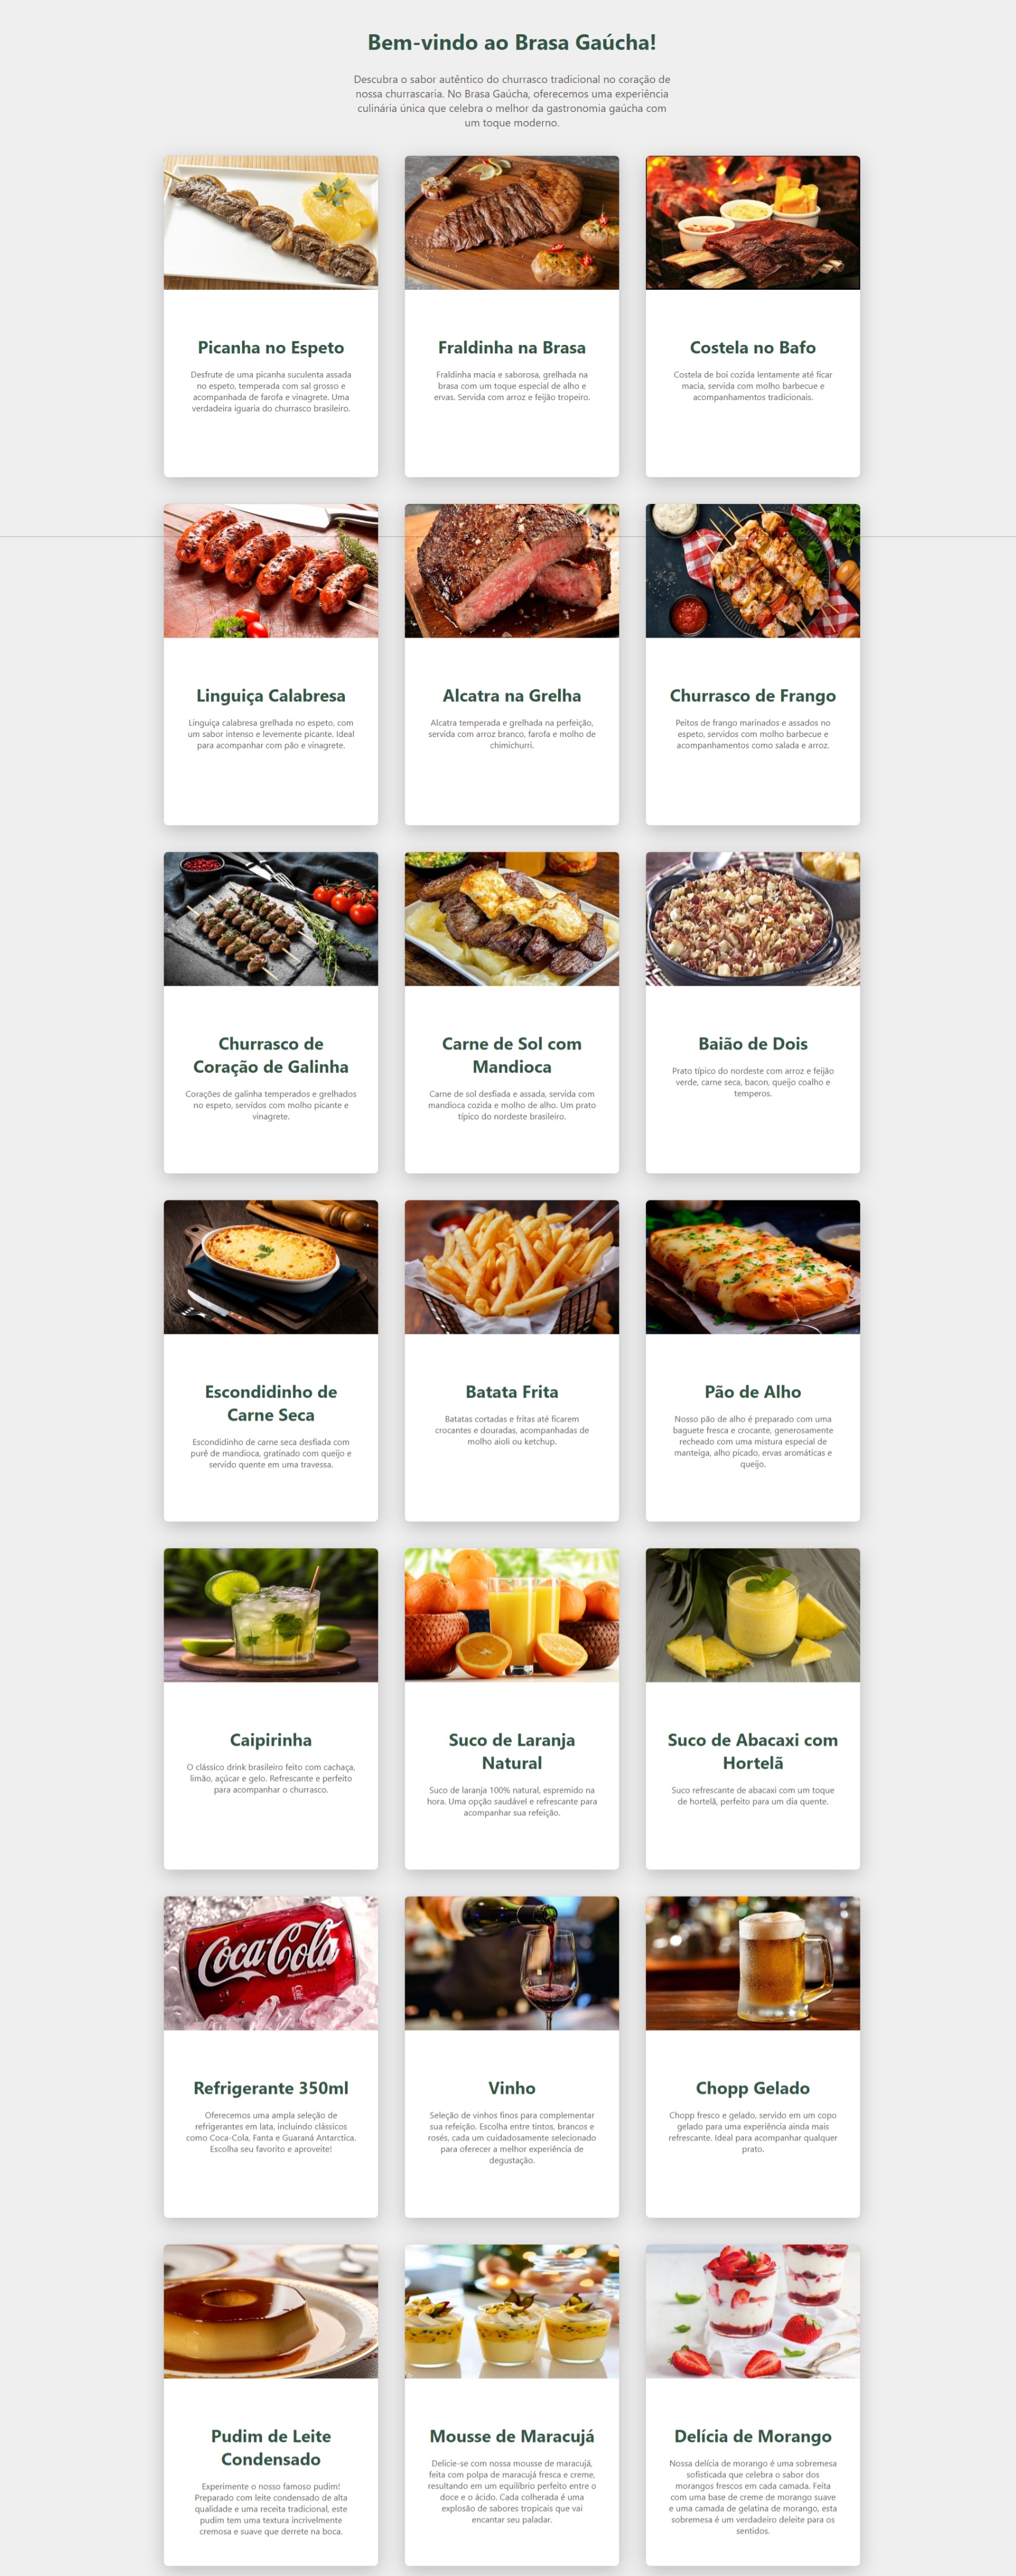 Bem-vindo ao Brasa Gaúcha!
Descubra o sabor autêntico do churrasco tradicional no coração de
nossa churrascaria. No Brasa Gaúcha, oferecemos uma experiência
culinária única que celebra o melhor da gastronomia gaúcha com
um toque moderno.
Picanha no Espeto
Desfrute de uma picanha suculenta assada
no espeto, temperada com sal grosso e
acompanhada de farofa e vinagrete. Uma
verdadeira iguaria do churrasco brasileiro.
Fraldinha na Brasa
Fraldinha macia e saborosa, grelhada na
brasa com um toque especial de alho e
ervas. Servida com arroz e feijão tropeiro.
Costela no Bafo
Costela de boi cozida lentamente até ficar
macia, servida com molho barbecue e
acompanhamentos tradicionais.
Linguiça Calabresa
Linguiça calabresa grelhada no espeto, com
um sabor intenso e levemente picante. Ideal
para acompanhar com pão e vinagrete.
Alcatra na Grelha
Alcatra temperada e grelhada na perfeição,
servida com arroz branco, farofa e molho de
chimichurri.
Churrasco de Frango
Peitos de frango marinados e assados no
espeto, servidos com molho barbecue e
acompanhamentos como salada e arroz.
Churrasco de
Coração de Galinha
Corações de galinha temperados e grelhados
no espeto, servidos com molho picante e
vinagrete.
Carne de Sol com
Mandioca
Carne de sol desfiada e assada, servida com
mandioca cozida e molho de alho. Um prato
típico do nordeste brasileiro.
Baião de Dois
Prato típico do nordeste com arroz e feijão
verde, carne seca, bacon, queijo coalho e
temperos.
Escondidinho de
Carne Seca
Escondidinho de carne seca desfiada com
purê de mandioca, gratinado com queijo e
servido quente em uma travessa.
Batata Frita
Batatas cortadas e fritas até ficarem
crocantes e douradas, acompanhadas de
molho aioli ou ketchup.
Pão de Alho
Nosso pão de alho é preparado com uma
baguete fresca e crocante, generosamente
recheado com uma mistura especial de
manteiga, alho picado, ervas aromáticas e
queijo.
Caipirinha
O clássico drink brasileiro feito com cachaça,
limão, açúcar e gelo. Refrescante e perfeito
para acompanhar o churrasco.
Suco de Laranja
Natural
Suco de laranja 100% natural, espremido na
hora. Uma opção saudável e refrescante para
acompanhar sua refeição.
Suco de Abacaxi com
Hortelã
Suco refrescante de abacaxi com um toque
de hortelã, perfeito para um dia quente.
Coca-Cola
Refrigerante 350ml
Oferecemos uma ampla seleção de
refrigerantes em lata, incluindo clássicos
como Coca-Cola, Fanta e Guaraná Antarctica.
Escolha seu favorito e aproveite!
Vinho
Seleção de vinhos finos para complementar
sua refeição. Escolha entre tintos, brancos e
rosés, cada um cuidadosamente selecionado
para oferecer a melhor experiência de
degustação.
Chopp Gelado
Chopp fresco e gelado, servido em um copo
gelado para uma experiência ainda mais
refrescante. Ideal para acompanhar qualquer
prato.
Pudim de Leite
Condensado
Experimente o nosso famoso pudim!
Preparado com leite condensado de alta
qualidade e uma receita tradicional, este
pudim tem uma textura incrivelmente
cremosa e suave que derrete na boca.
Mousse de Maracujá
Delicie-se com nossa mousse de maracujá,
feita com polpa de maracujá fresca e creme,
resultando em um equilíbrio perfeito entre o
doce e o ácido. Cada colherada é uma
explosão de sabores tropicais que vai
encantar seu paladar.
Delícia de Morango
Nossa delícia de morango é uma sobremesa
sofisticada que celebra o sabor dos
morangos frescos em cada camada. Feita
com uma base de creme de morango suave
e uma camada de gelatina de morango, esta
sobremesa é um verdadeiro deleite para os
sentidos.